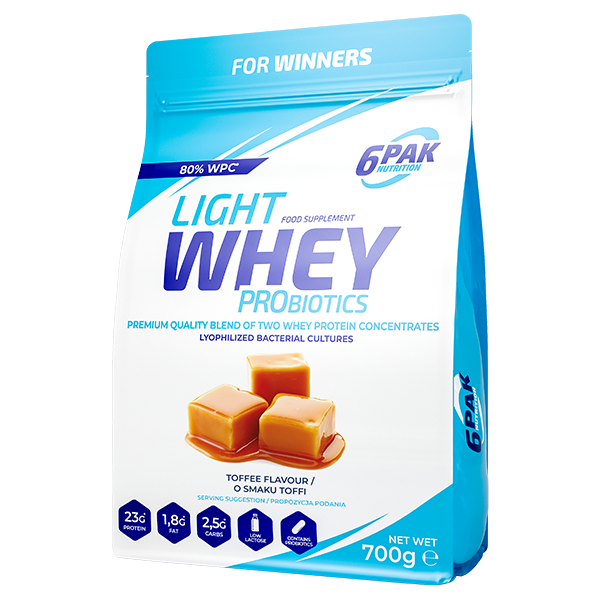 FOR WINNERS
6PAK
NUTRITION
80% WPC*
LIGHT
FOOD SUPPLEMENT
WHEY
PROBIOTICS
PREMIUM QUALITY BLEND OF TWO WHEY PROTEIN CONCENTRATES
LYOPHILIZED BACTERIAL CULTURES
6PAK
NUTRITION
TOFFEE FLAVOUR /
O SMAKU TOFFI
SERVING SUGGESTION / PROPOZYCJA PODANIA
23G*
PROTEIN
1,8G*
FAT
2,5G*
CARBS
LOW
LACTOSE
CONTAINS
PROBIOTICS
NET WET
700g ℮